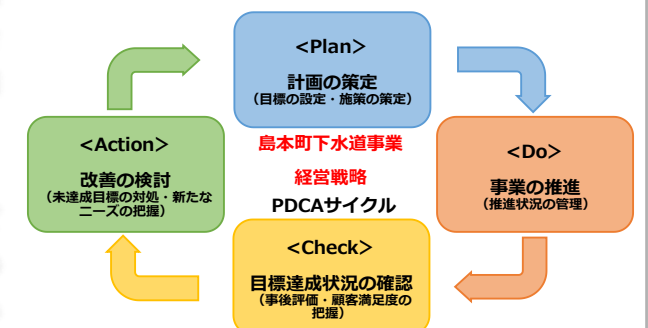 <Plan>
計画の策定
（目標の設定・施策の策定）
<Action>
改善の検討
（未達成目標の対処・新たな
ニーズの把握）
島本町下水道事業
経営戦略
PDCAサイクル
<Do>
事業の推進
（推進状況の管理）
<Check>
目標達成状況の確認
（事後評価・顧客満足度の
把握）